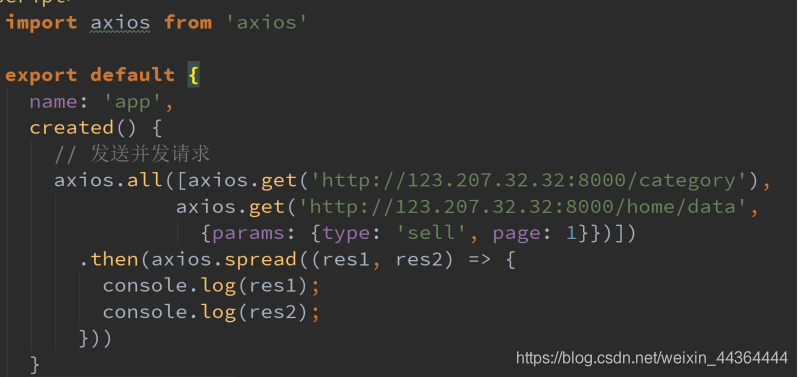 import axios from 'axios'
export default {
name: 'app',
created() {
// 发送并发请求
axios.all([axios.get('http://123.207.32.32:8000/category'),
axios.get('http://123.207.32.32:8000/home/data',
{params: {type: 'sell', page: 1}})])
.then(axios.spread((res1, res2) => {
console.log(res1);
console.log(res2);
}))
}
https://blog.csdn.net/weixin_44364444